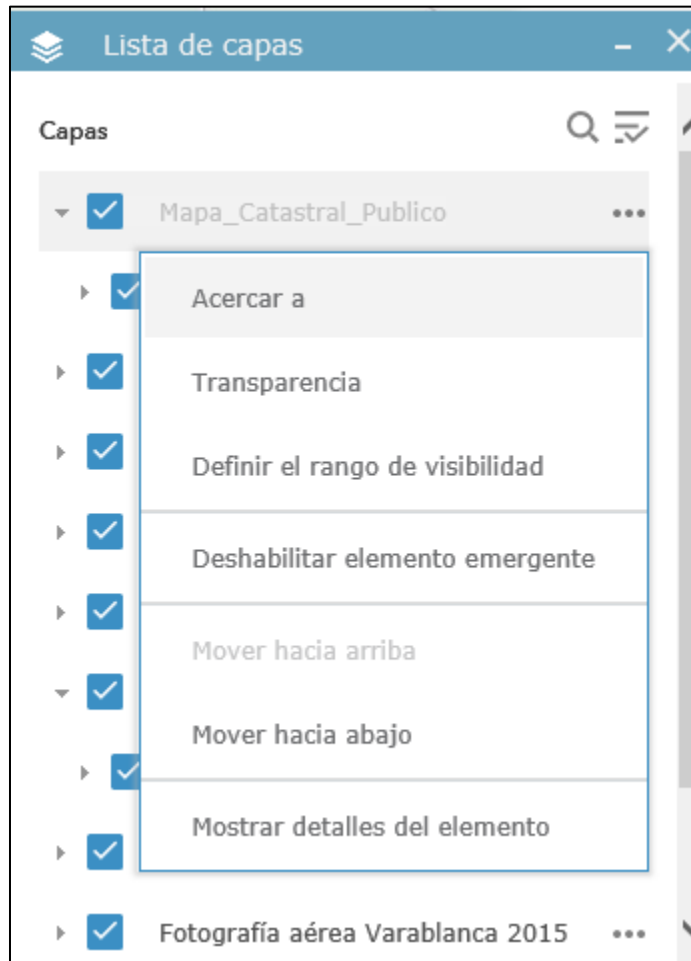 Lista de capas
Capas
Mapa_Catastral_Publico
Acercar a
Transparencia
Definir el rango de visibilidad
Deshabilitar elemento emergente
Mover hacia arriba
Mover hacia abajo
Mostrar detalles del elemento
Fotografía aérea Varablanca 2015